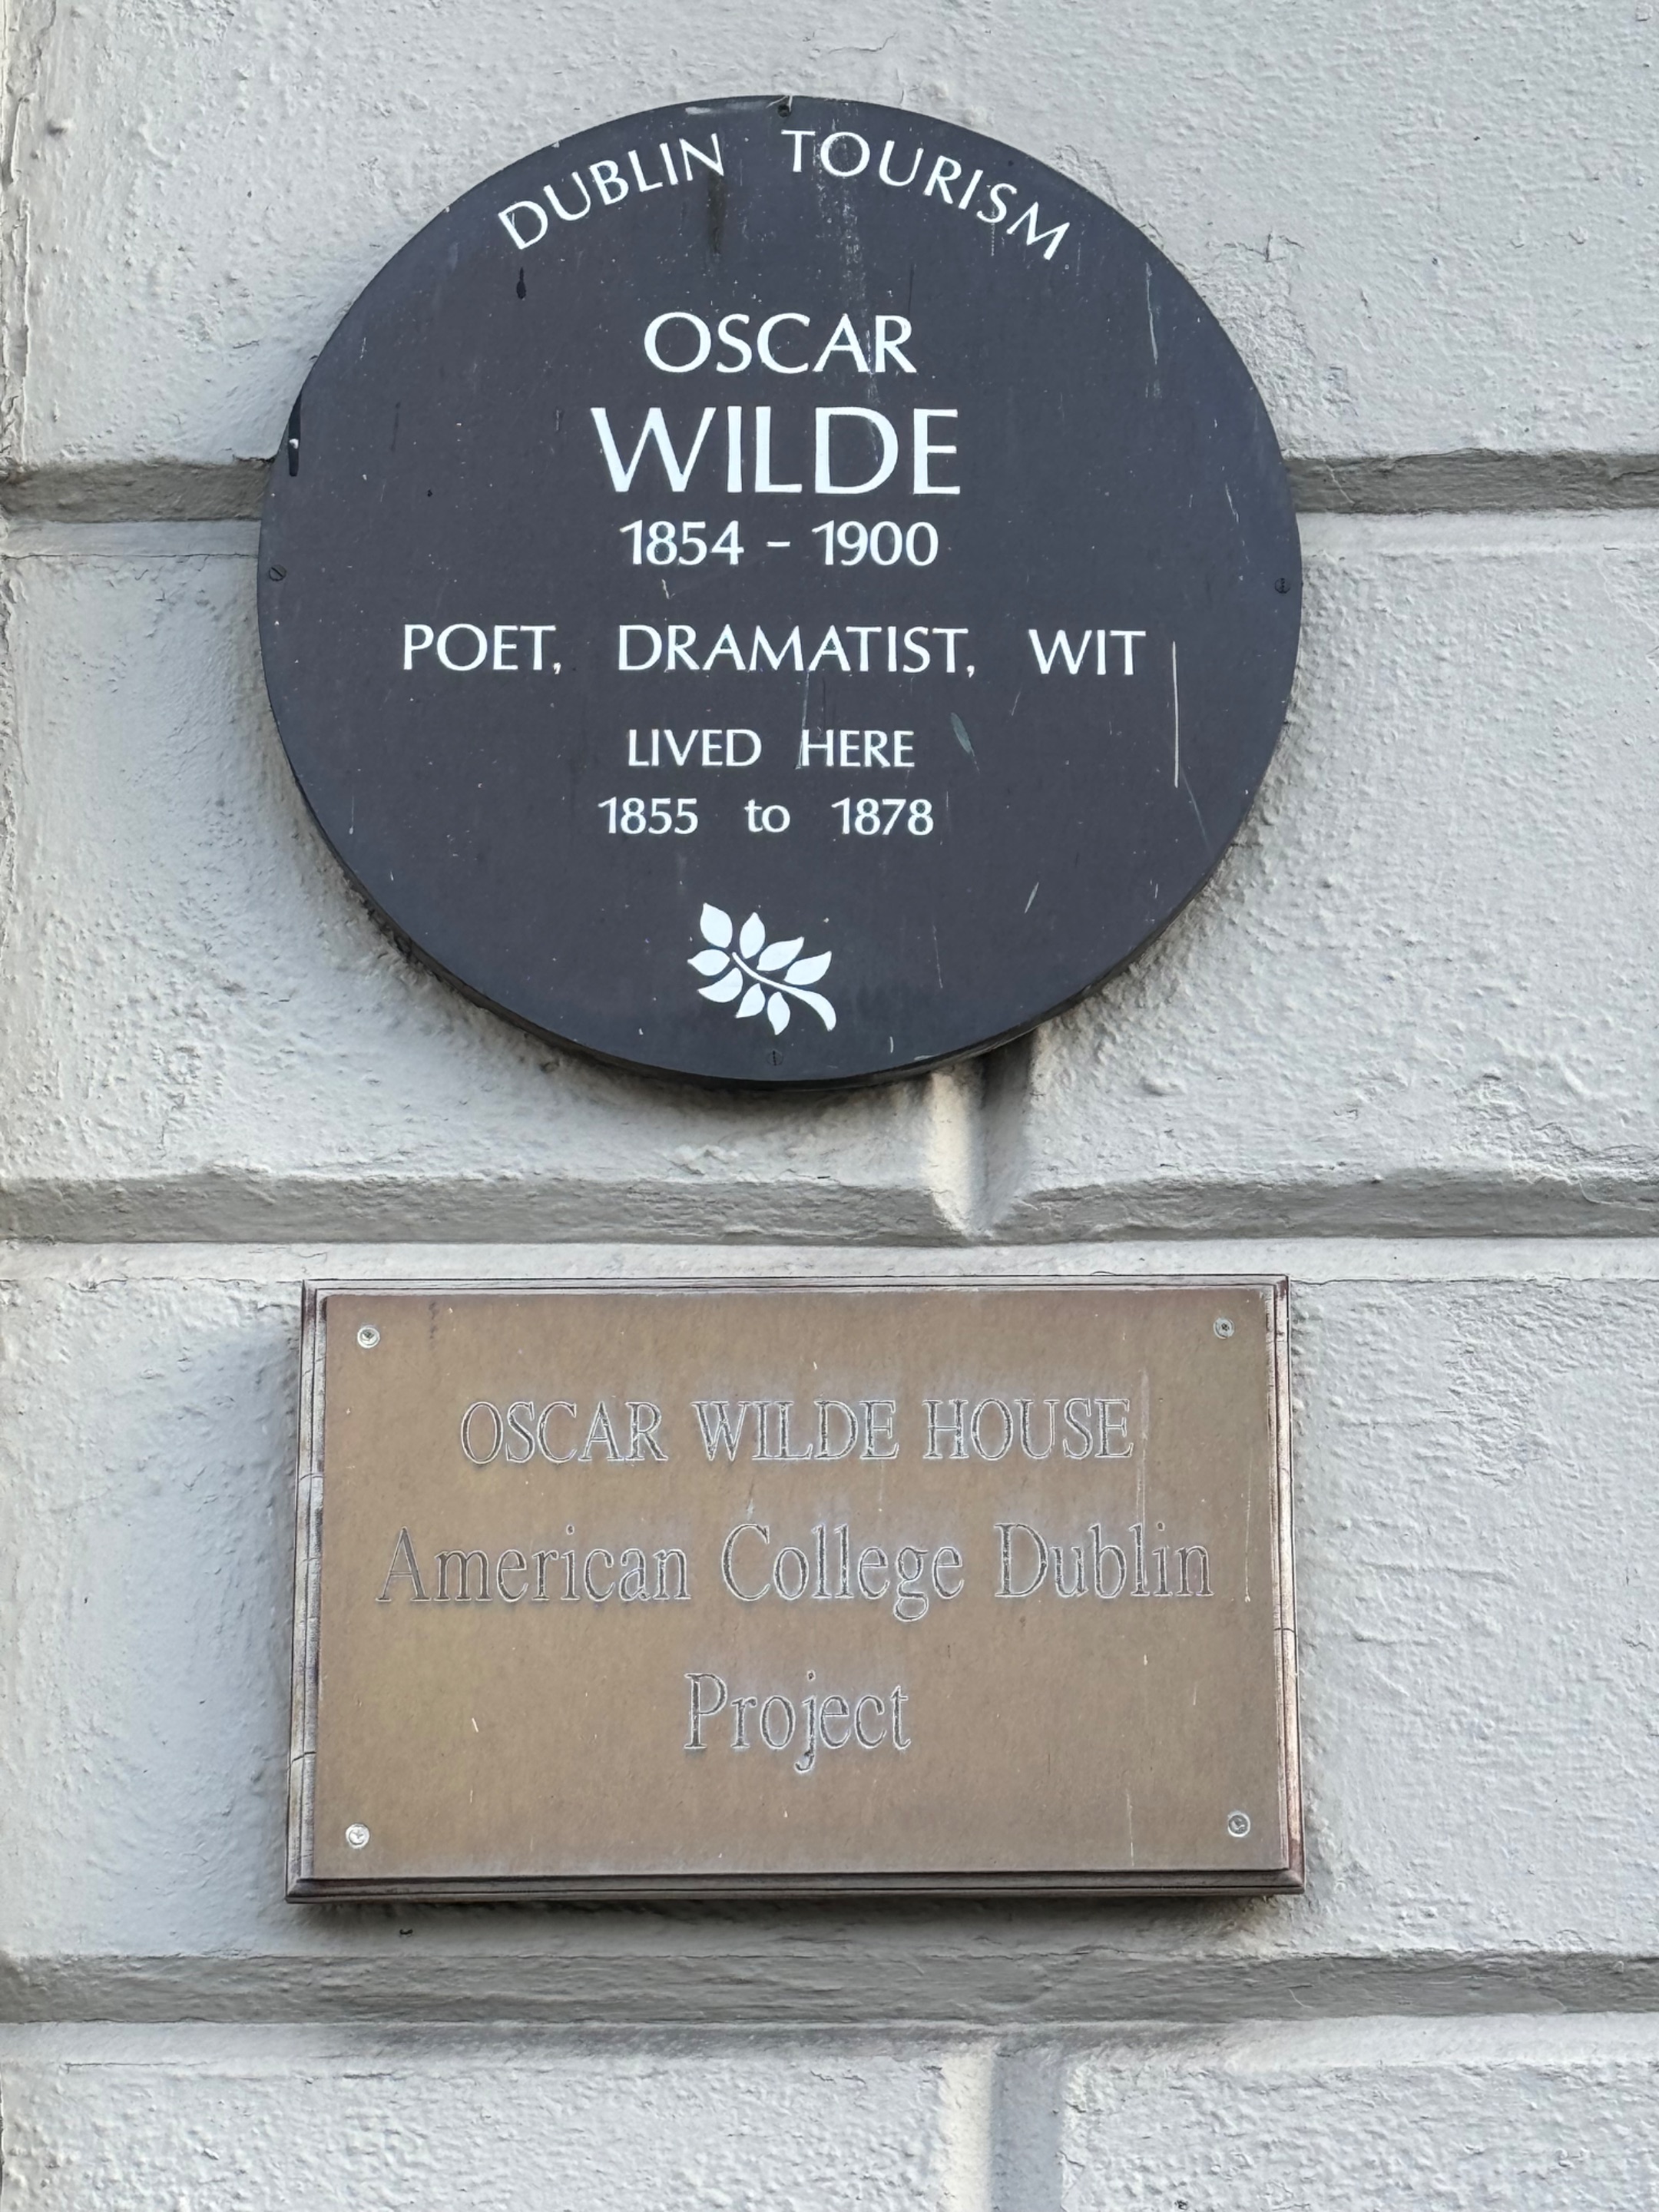 DUBLIN TOURISM
OSCAR
WILDE
1854 - 1900
POET, DRAMATIST, WIT
LIVED HERE
1855 to 1878
OSCAR WILDE HOUSE
American College Dublin
Project